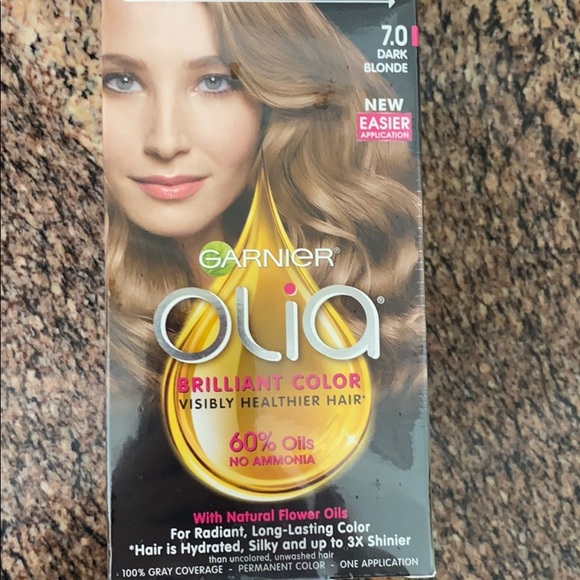 7.0
DARK
BLONDE
NEW
EASIER
APPLICATION
GARNIER®
OLiA®
BRILLIANT COLOR
VISIBLY HEALTHIER HAIR*
60% Oils
NO AMMONIA
With Natural Flower Oils
For Radiant, Long-Lasting Color
*Hair is Hydrated, Silky and up to 3X Shinier
than uncolored, unwashed hair
100% GRAY COVERAGE - PERMANENT COLOR - ONE APPLICATION